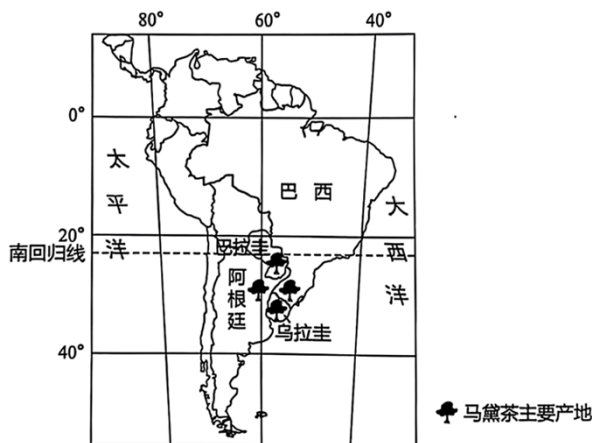 80° 60° 40°
0°
太平洋
巴西
大西洋
20°
南回归线
巴拉圭
阿根廷
乌拉圭
40°
马黛茶主要产地